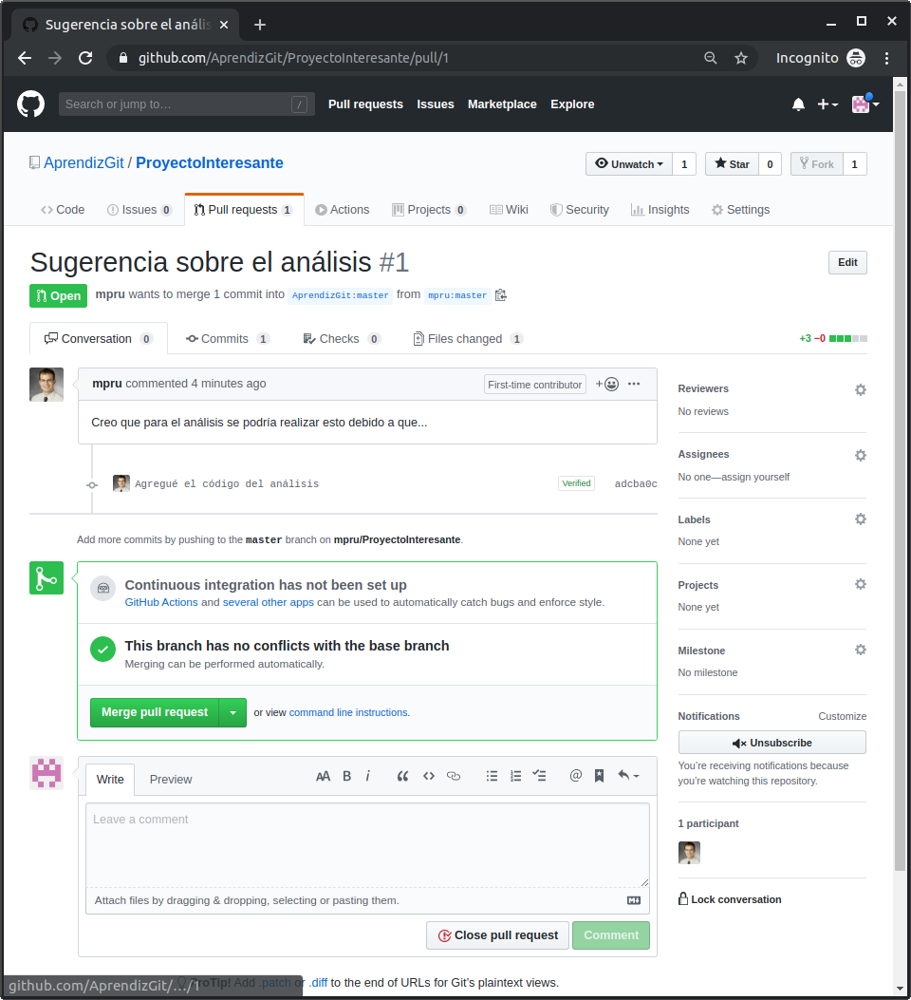 Sugerencia sobre el anális
github.com/AprendizGit/ProyectoInteresante/pull/1
Incognito
Search or jump to…
/
Pull requests Issues Marketplace Explore
AprendizGit / ProyectoInteresante
Unwatch 1 Star 0 Fork 1
Code Issues 0 Pull requests 1 Actions Projects 0 Wiki Security Insights Settings
Sugerencia sobre el análisis #1
Edit
Open mpru wants to merge 1 commit into AprendizGit:master from mpru:master
Conversation 0 Commits 1 Checks 0 Files changed 1 +3 −0
mpru commented 4 minutes ago First-time contributor
Creo que para el análisis se podría realizar esto debido a que...
Agregué el código del análisis Verified adcba0c
Add more commits by pushing to the master branch on mpru/ProyectoInteresante.
Continuous integration has not been set up
GitHub Actions and several other apps can be used to automatically catch bugs and enforce style.
This branch has no conflicts with the base branch
Merging can be performed automatically.
Merge pull request or view command line instructions.
Write Preview
AA B i
Leave a comment
Attach files by dragging & dropping, selecting or pasting them.
Close pull request Comment
ProTip! Add .patch or .diff to the end of URLs for Git's plaintext views.
Reviewers
No reviews
Assignees
No one—assign yourself
Labels
None yet
Projects
None yet
Milestone
No milestone
Notifications Customize
Unsubscribe
You're receiving notifications because
you're watching this repository.
1 participant
Lock conversation
github.com/AprendizGit/…/1